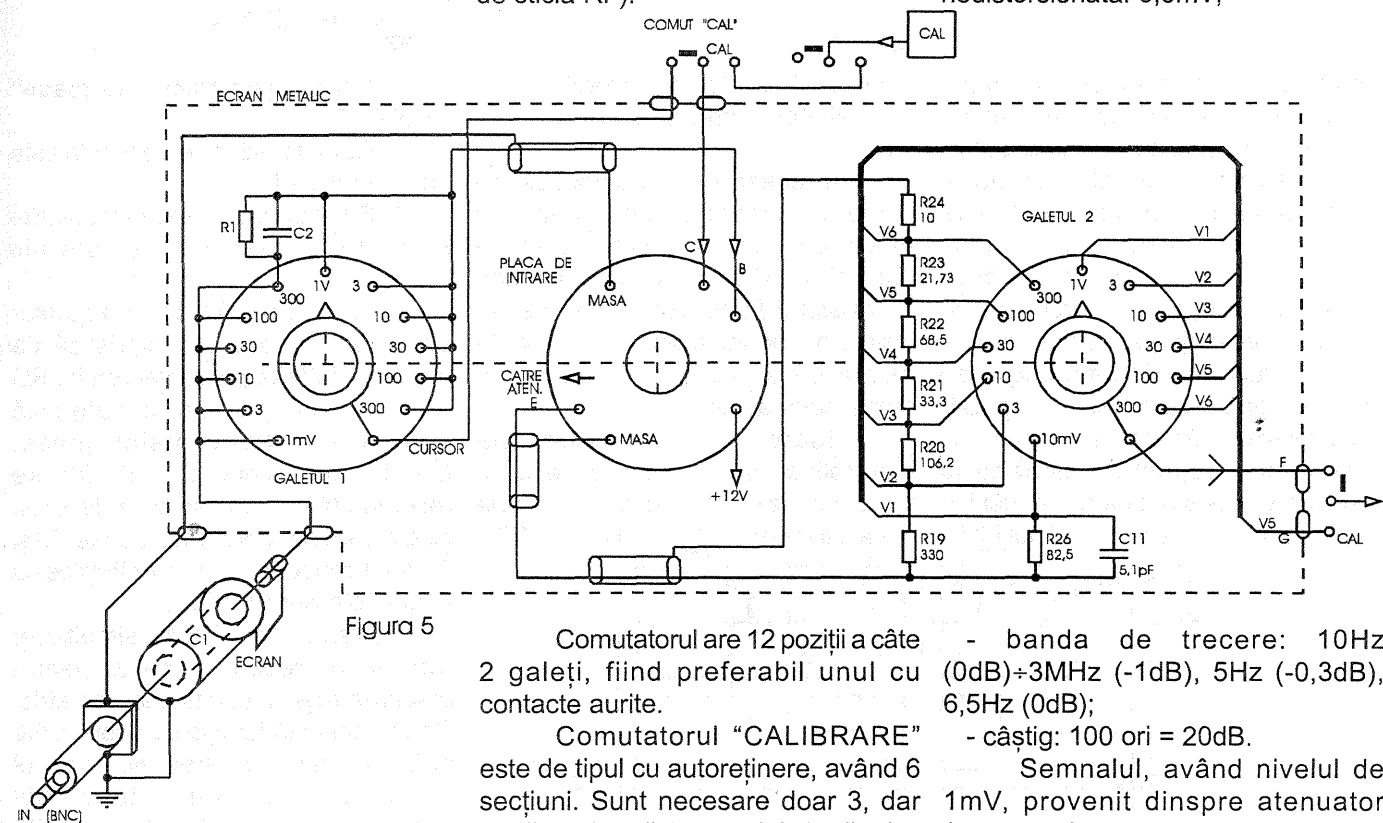 de sticla RF).
nedistorsionată: 0,5mV;
COMUT "CAL"
CAL
CAL
ECRAN METALIC
R1
C2
1V
3
10
30
100
300
300
100
30
10
3
1mV
CURSOR
GALETUL 1
PLACA DE
INTRARE
MASA
C
B
CATRE
ATEN.
E
MASA
+12V
R24
10
V6
R23
21,73
V5
R22
68,5
V4
R21
33,3
V3
R20
106,2
V2
V1
R19
330
R26
82,5
C11
5,1pF
GALETUL 2
1V
3
10
30
100
300
300
100
30
10
3
10mV
V1
V2
V3
V4
V5
V6
F
V5
G
CAL
C1
ECRAN
IN (BNC)
Figura 5
Comutatorul are 12 poziții a câte
2 galeți, fiind preferabil unul cu
contacte aurite.
Comutatorul “CALIBRARE”
este de tipul cu autoreținere, având 6
secțiuni. Sunt necesare doar 3, dar
- banda de trecere: 10Hz
(0dB)÷3MHz (-1dB), 5Hz (-0,3dB),
6,5Hz (0dB);
- câștig: 100 ori = 20dB.
Semnalul, având nivelul de
1mV, provenit dinspre atenuator